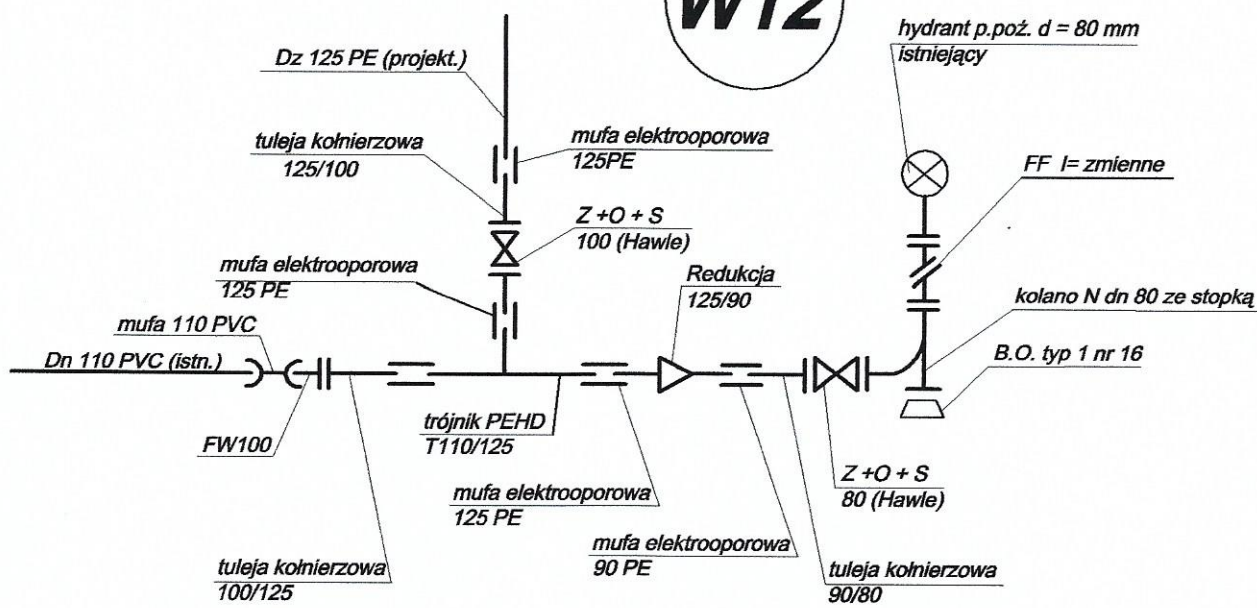 W12
hydrant p.poż. d = 80 mm
istniejący
Dz 125 PE (projekt.)
tuleja kołnierzowa
125/100
mufa elektrooporowa
125PE
FF l= zmienne
Z +O + S
100 (Hawle)
mufa elektrooporowa
125 PE
Redukcja
125/90
kolano N dn 80 ze stopką
mufa 110 PVC
Dn 110 PVC (istn.)
B.O. typ 1 nr 16
FW100
trójnik PEHD
T110/125
mufa elektrooporowa
125 PE
Z +O + S
80 (Hawle)
mufa elektrooporowa
90 PE
tuleja kołnierzowa
100/125
tuleja kołnierzowa
90/80